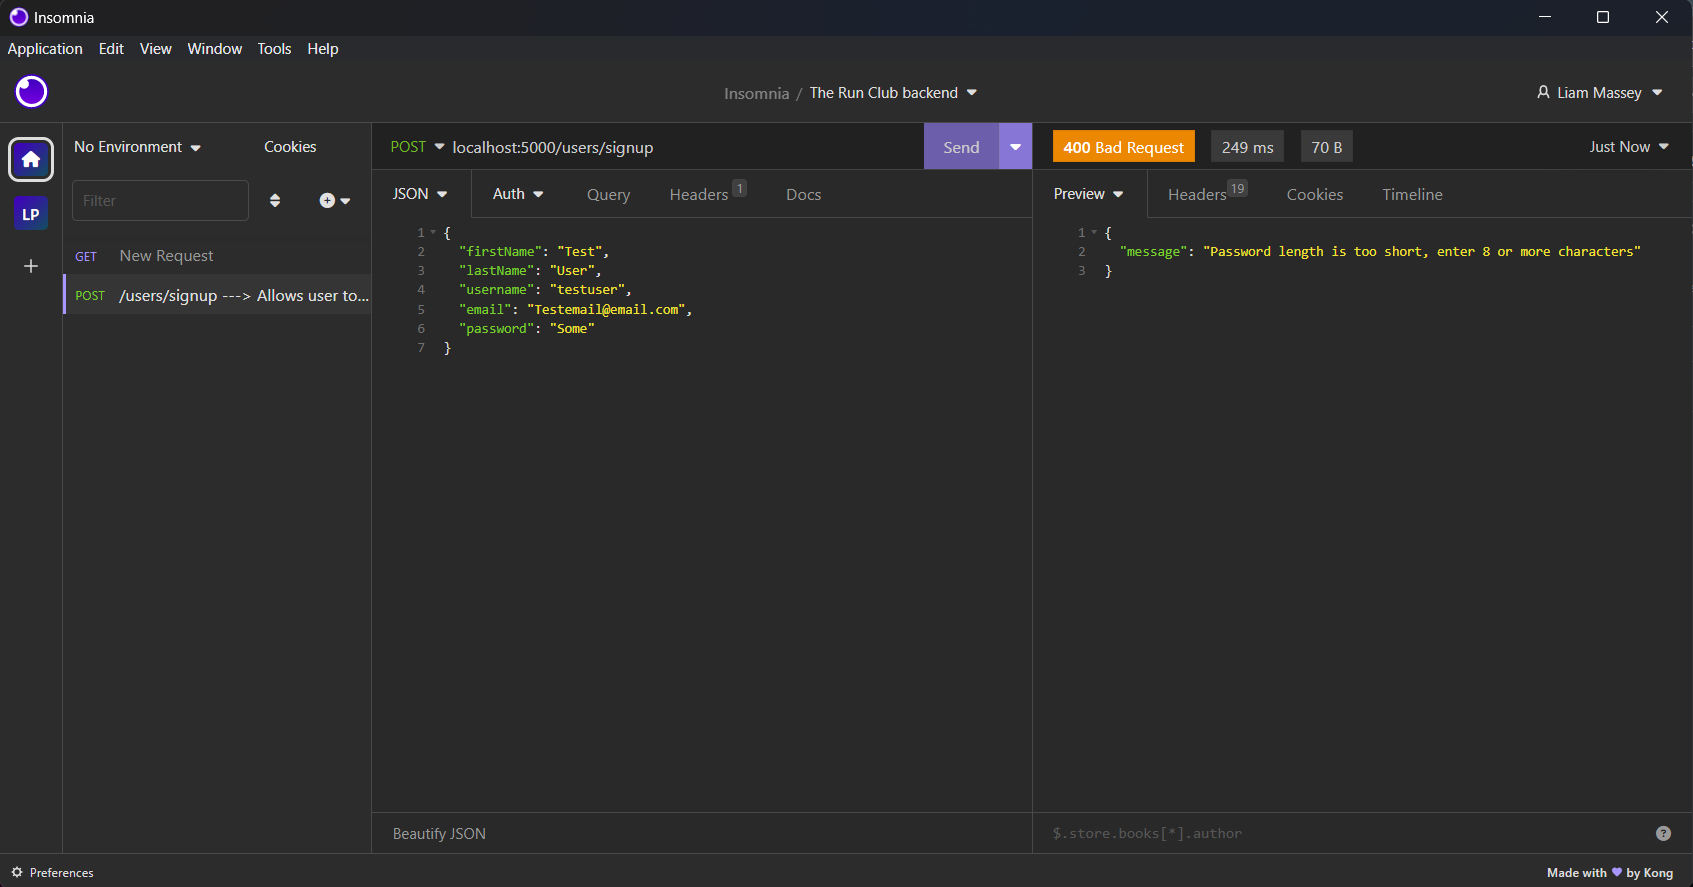 Insomnia
Application Edit View Window Tools Help
Insomnia / The Run Club backend
Liam Massey
No Environment
Cookies
POST localhost:5000/users/signup
Send
400 Bad Request
249 ms
70 B
Just Now
LP
Filter
GET New Request
POST /users/signup ---> Allows user to...
JSON Auth Query Headers 1 Docs
1 {
2 "firstName": "Test",
3 "lastName": "User",
4 "username": "testuser",
5 "email": "Testemail@email.com",
6 "password": "Some"
7 }
Beautify JSON
Preview Headers 19 Cookies Timeline
1 {
2 "message": "Password length is too short, enter 8 or more characters"
3 }
$.store.books[*].author
?
Preferences
Made with 💜 by Kong